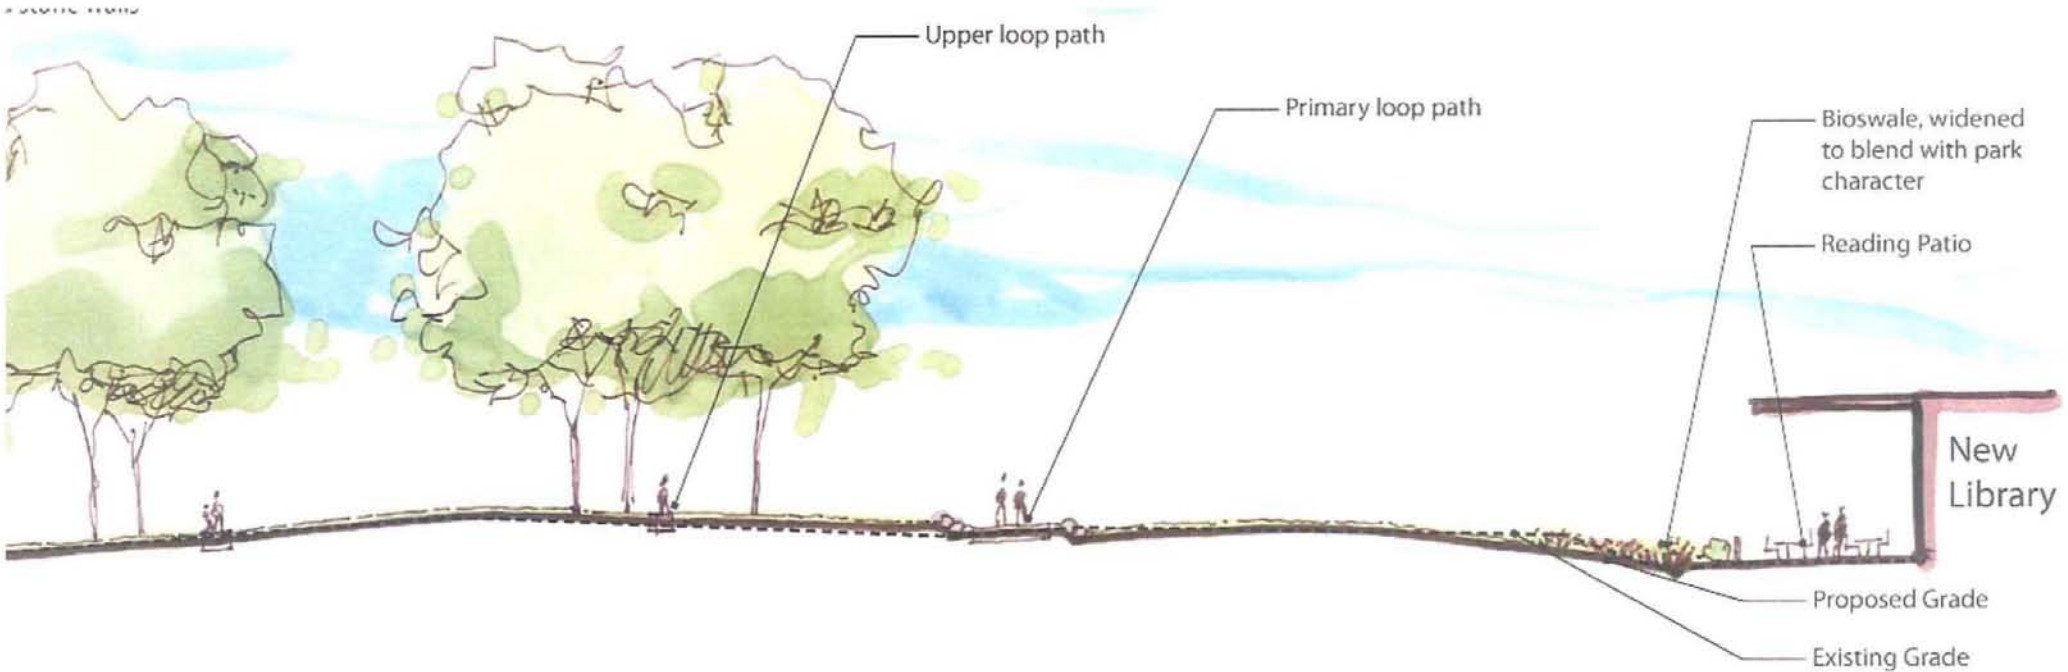 Upper loop path
Primary loop path
Bioswale, widened
to blend with park
character
Reading Patio
New
Library
Proposed Grade
Existing Grade